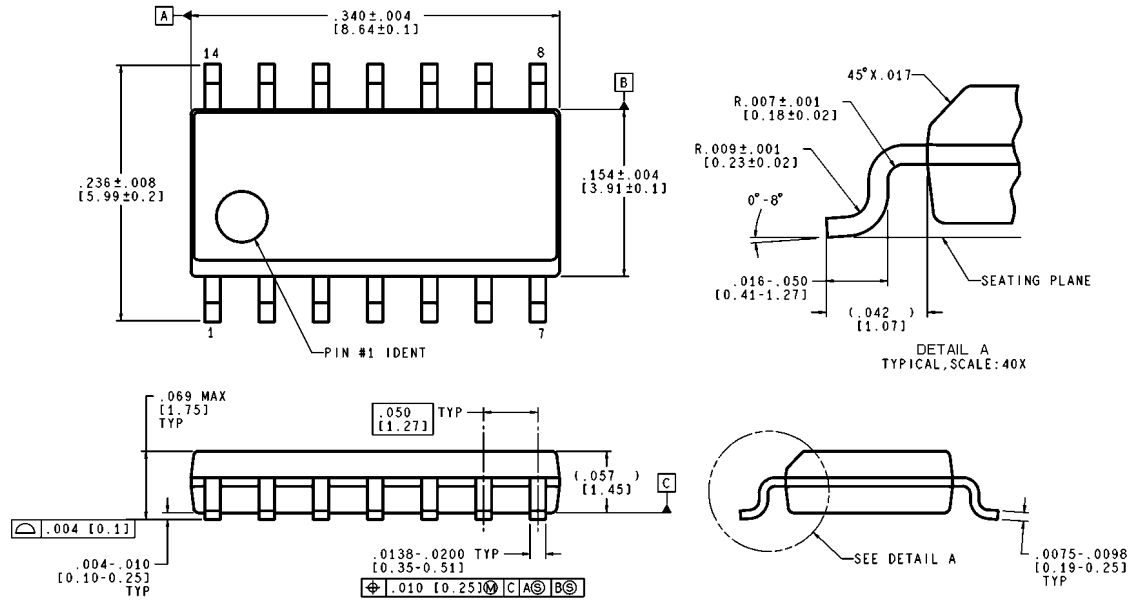 A
.340±.004
[8.64±0.1]
14
8
B
.236±.008
[5.99±0.2]
.154±.004
[3.91±0.1]
1
7
PIN #1 IDENT
45°X.017
R.007±.001
[0.18±0.02]
R.009±.001
[0.23±0.02]
0°-8°
SEATING PLANE
.016-.050
[0.41-1.27]
(.042 )
[1.07]
DETAIL A
TYPICAL,SCALE:40X
.069 MAX
[1.75]
TYP
.050 TYP
[1.27]
(.057 )
[1.45]
C
⌓ .004 [0.1]
.004-.010
[0.10-0.25]
TYP
.0138-.0200 TYP
[0.35-0.51]
⌖ .010 [0.25]Ⓜ C AⓈ BⓈ
SEE DETAIL A
.0075-.0098
[0.19-0.25]
TYP